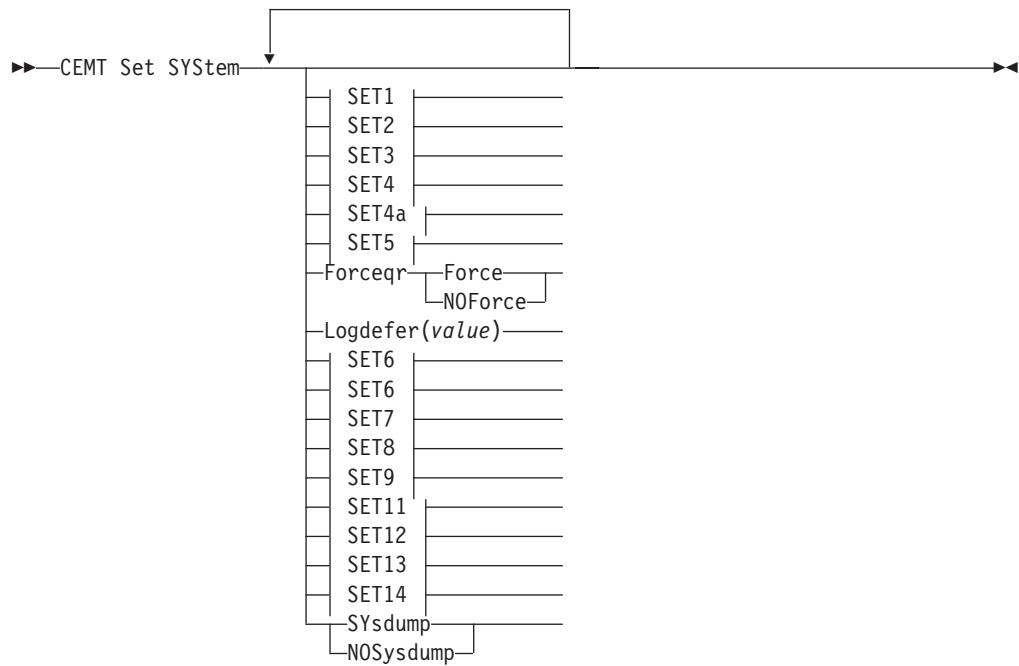 CEMT Set SYStem
SET1
SET2
SET3
SET4
SET4a
SET5
Forceqr Force
NOForce
Logdefer(value)
SET6
SET6
SET7
SET8
SET9
SET11
SET12
SET13
SET14
SYsdump
NOSysdump